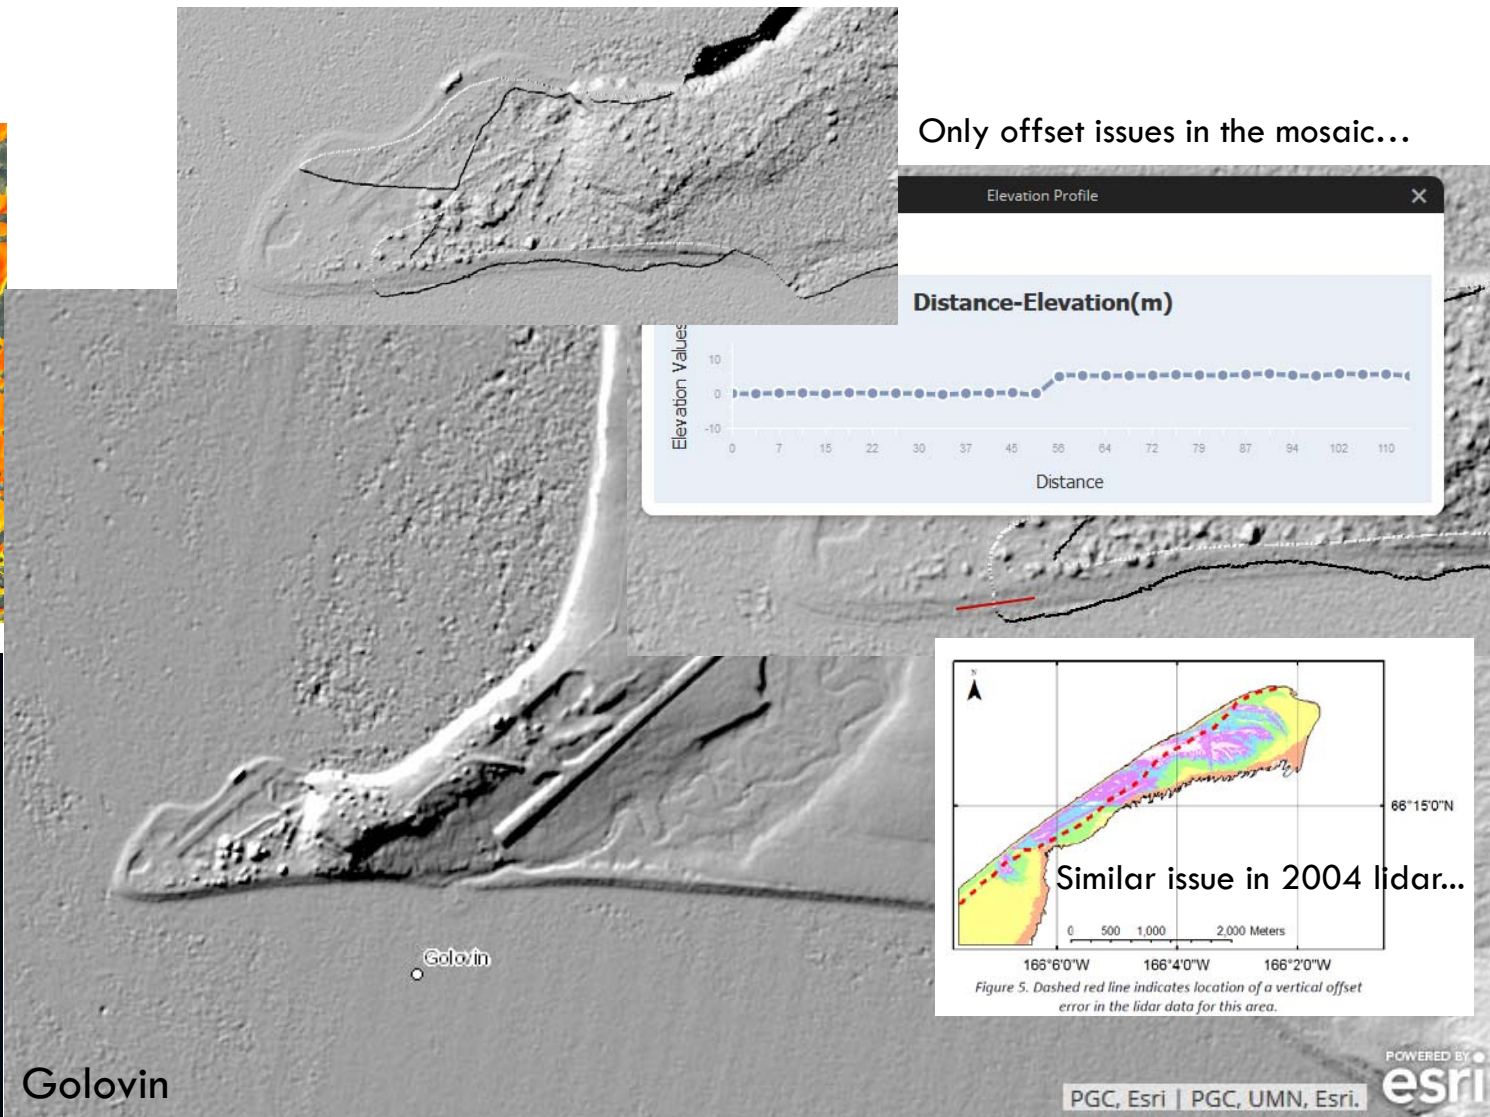 Only offset issues in the mosaic...
Elevation Profile
Distance-Elevation(m)
Elevation Values
10
0
-10
0 7 15 22 30 37 45 56 64 72 79 87 94 102 110
Distance
N
66°15'0"N
Similar issue in 2004 lidar...
0 500 1,000 2,000 Meters
166°6'0"W 166°4'0"W 166°2'0"W
Figure 5. Dashed red line indicates location of a vertical offset
error in the lidar data for this area.
Golovin
Golovin
POWERED BY
esri
PGC, Esri | PGC, UMN, Esri.